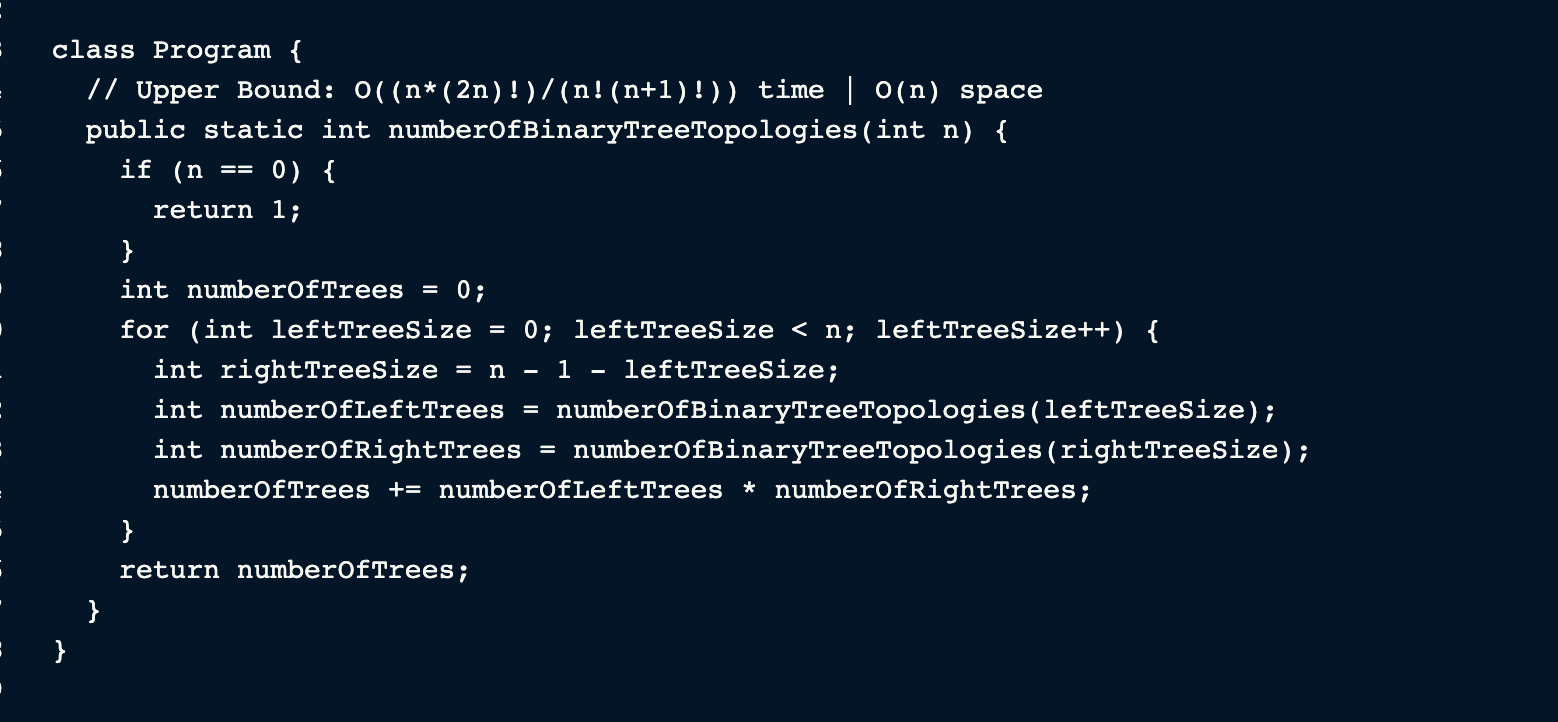 class Program {
// Upper Bound: O((n*(2n)!)/(n!(n+1)!)) time | O(n) space
public static int numberOfBinaryTreeTopologies(int n) {
if (n == 0) {
return 1;
}
int numberOfTrees = 0;
for (int leftTreeSize = 0; leftTreeSize < n; leftTreeSize++) {
int rightTreeSize = n - 1 - leftTreeSize;
int numberOfLeftTrees = numberOfBinaryTreeTopologies(leftTreeSize);
int numberOfRightTrees = numberOfBinaryTreeTopologies(rightTreeSize);
numberOfTrees += numberOfLeftTrees * numberOfRightTrees;
}
return numberOfTrees;
}
}